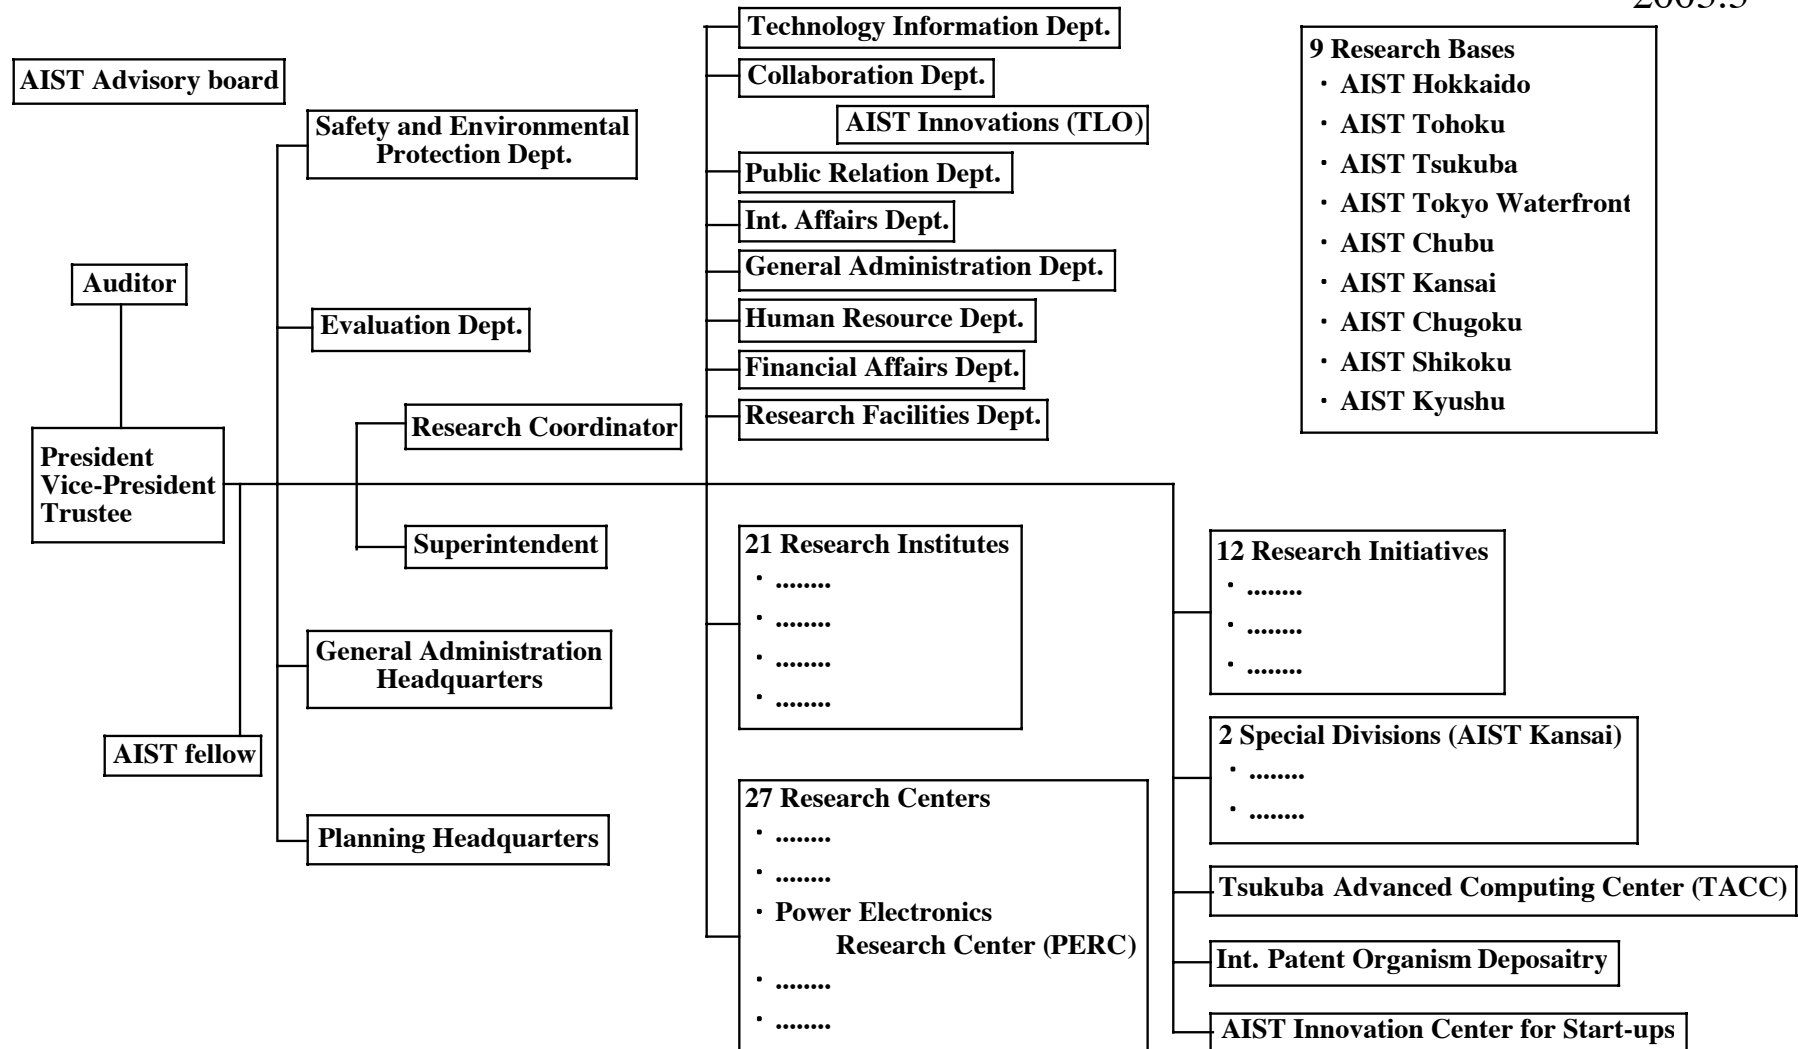 2005.3
AIST Advisory board
Safety and Environmental
Protection Dept.
Auditor
Evaluation Dept.
Research Coordinator
President
Vice-President
Trustee
Superintendent
General Administration
Headquarters
AIST fellow
Planning Headquarters
Technology Information Dept.
Collaboration Dept.
AIST Innovations (TLO)
Public Relation Dept.
Int. Affairs Dept.
General Administration Dept.
Human Resource Dept.
Financial Affairs Dept.
Research Facilities Dept.
21 Research Institutes
・ ........
・ ........
・ ........
・ ........
27 Research Centers
・ ........
・ ........
・ Power Electronics
Research Center (PERC)
・ ........
・ ........
9 Research Bases
・ AIST Hokkaido
・ AIST Tohoku
・ AIST Tsukuba
・ AIST Tokyo Waterfront
・ AIST Chubu
・ AIST Kansai
・ AIST Chugoku
・ AIST Shikoku
・ AIST Kyushu
12 Research Initiatives
・ ........
・ ........
・ ........
2 Special Divisions (AIST Kansai)
・ ........
・ ........
Tsukuba Advanced Computing Center (TACC)
Int. Patent Organism Deposaitry
AIST Innovation Center for Start-ups